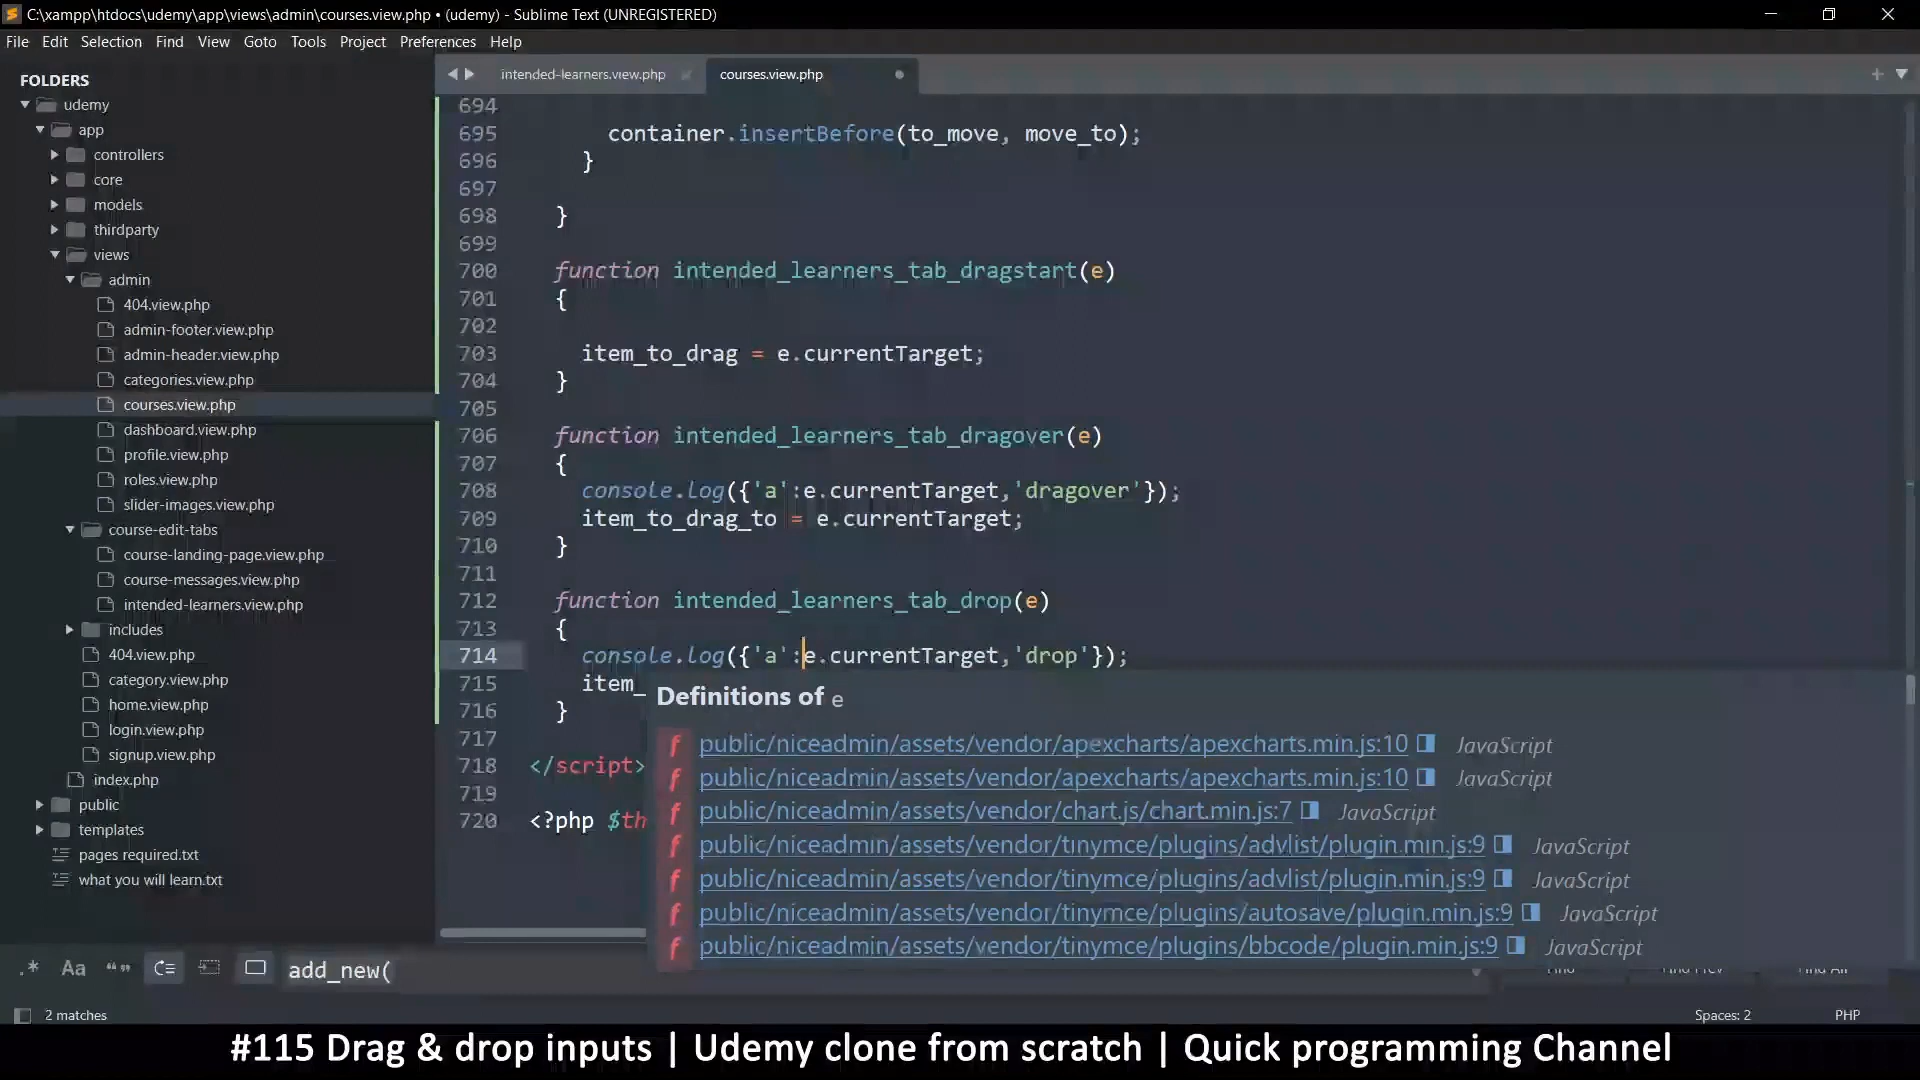 C:\xampp\htdocs\udemy\app\views\admin\courses.view.php • (udemy) - Sublime Text (UNREGISTERED)
File Edit Selection Find View Goto Tools Project Preferences Help
FOLDERS
udemy
app
controllers
core
models
thirdparty
views
admin
404.view.php
admin-footer.view.php
admin-header.view.php
categories.view.php
courses.view.php
dashboard.view.php
profile.view.php
roles.view.php
slider-images.view.php
course-edit-tabs
course-landing-page.view.php
course-messages.view.php
intended-learners.view.php
includes
404.view.php
category.view.php
home.view.php
login.view.php
signup.view.php
index.php
public
templates
pages required.txt
what you will learn.txt
intended-learners.view.php courses.view.php
694
695 container.insertBefore(to_move, move_to);
696 }
697
698 }
699
700 function intended_learners_tab_dragstart(e)
701 {
702
703 item_to_drag = e.currentTarget;
704 }
705
706 function intended_learners_tab_dragover(e)
707 {
708 console.log({'a':e.currentTarget,'dragover'});
709 item_to_drag_to = e.currentTarget;
710 }
711
712 function intended_learners_tab_drop(e)
713 {
714 console.log({'a':e.currentTarget,'drop'});
715 item_
716 }
717
718 </script>
719
720 <?php $th
Definitions of e
f public/niceadmin/assets/vendor/apexcharts/apexcharts.min.js:10 JavaScript
f public/niceadmin/assets/vendor/apexcharts/apexcharts.min.js:10 JavaScript
f public/niceadmin/assets/vendor/chart.js/chart.min.js:7 JavaScript
f public/niceadmin/assets/vendor/tinymce/plugins/advlist/plugin.min.js:9 JavaScript
f public/niceadmin/assets/vendor/tinymce/plugins/advlist/plugin.min.js:9 JavaScript
f public/niceadmin/assets/vendor/tinymce/plugins/autosave/plugin.min.js:9 JavaScript
f public/niceadmin/assets/vendor/tinymce/plugins/bbcode/plugin.min.js:9 JavaScript
.* Aa “” add_new(
2 matches Spaces: 2 PHP
#115 Drag & drop inputs | Udemy clone from scratch | Quick programming Channel